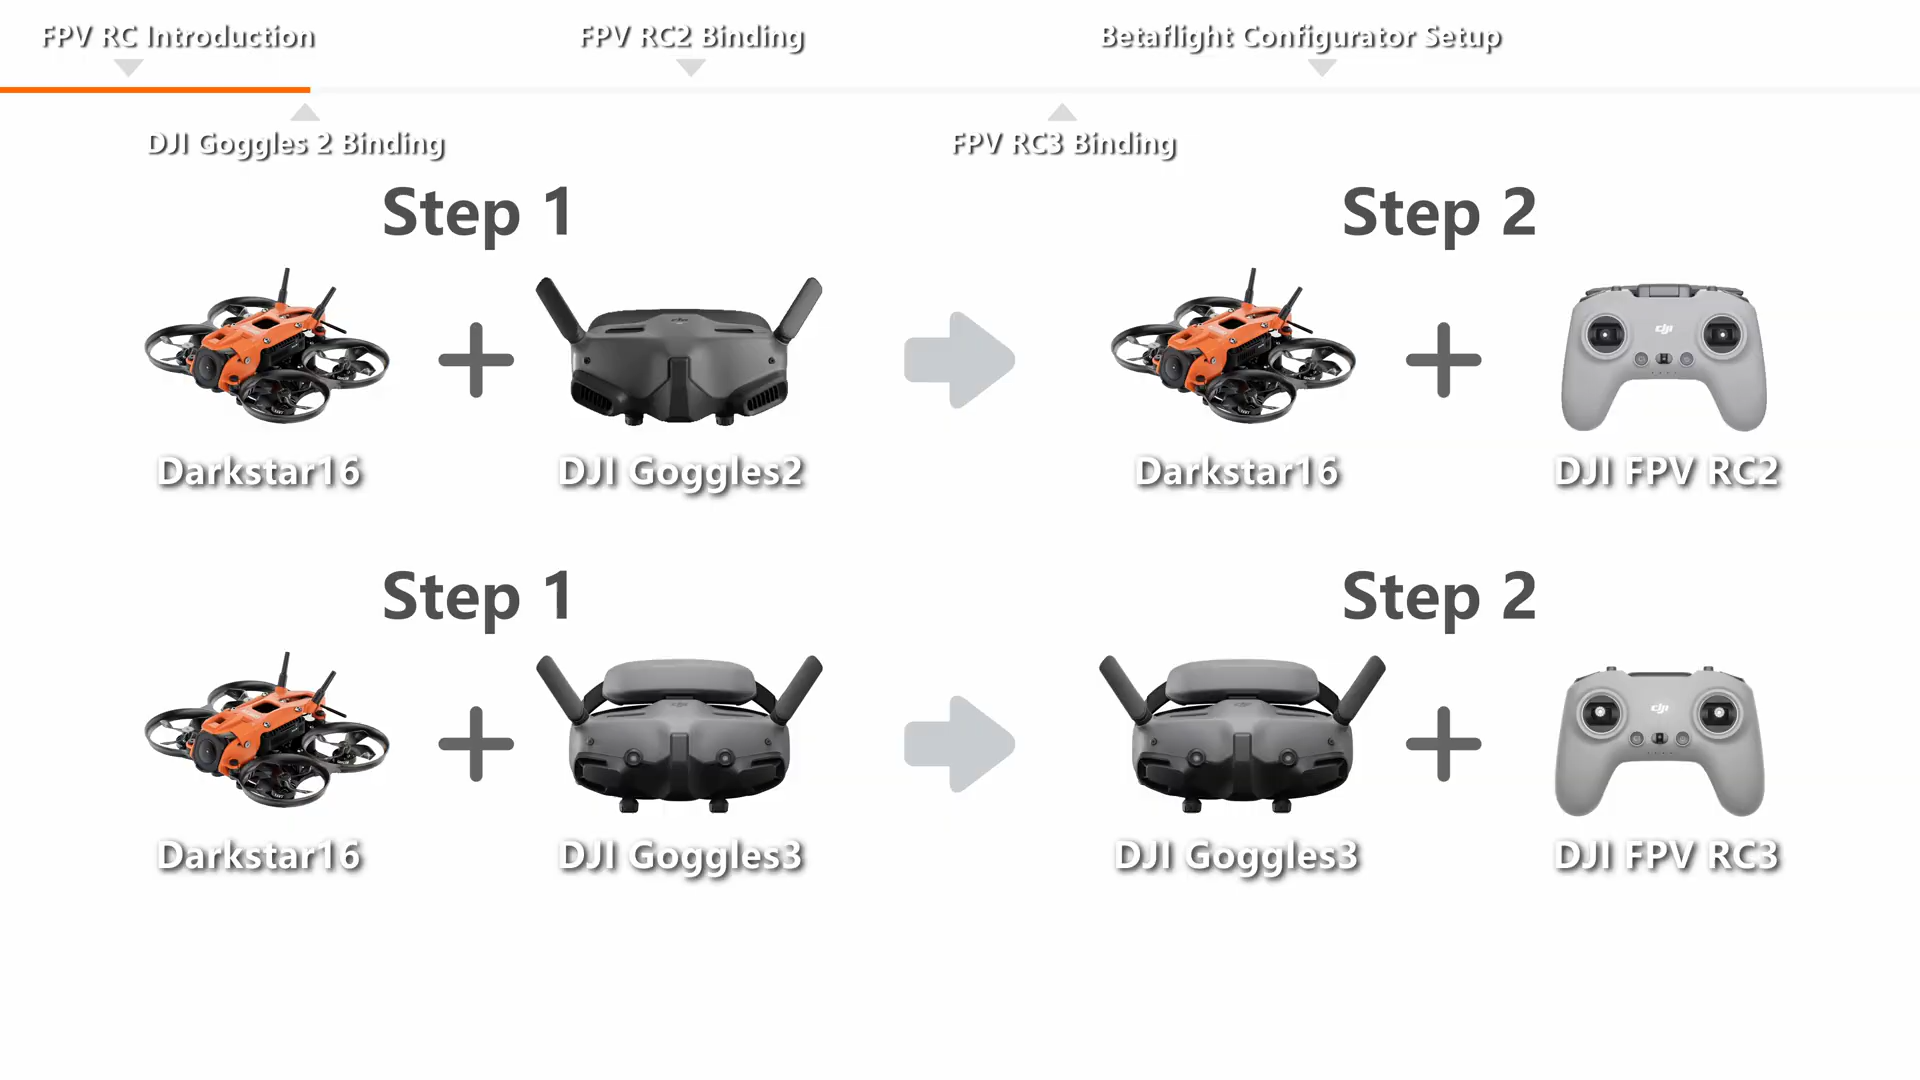 FPV RC Introduction
FPV RC2 Binding
Betaflight Configurator Setup
DJI Goggles 2 Binding
FPV RC3 Binding
Step 1
Step 2
Darkstar16
DJI Goggles2
Darkstar16
DJI FPV RC2
Step 1
Step 2
Darkstar16
DJI Goggles3
DJI Goggles3
DJI FPV RC3